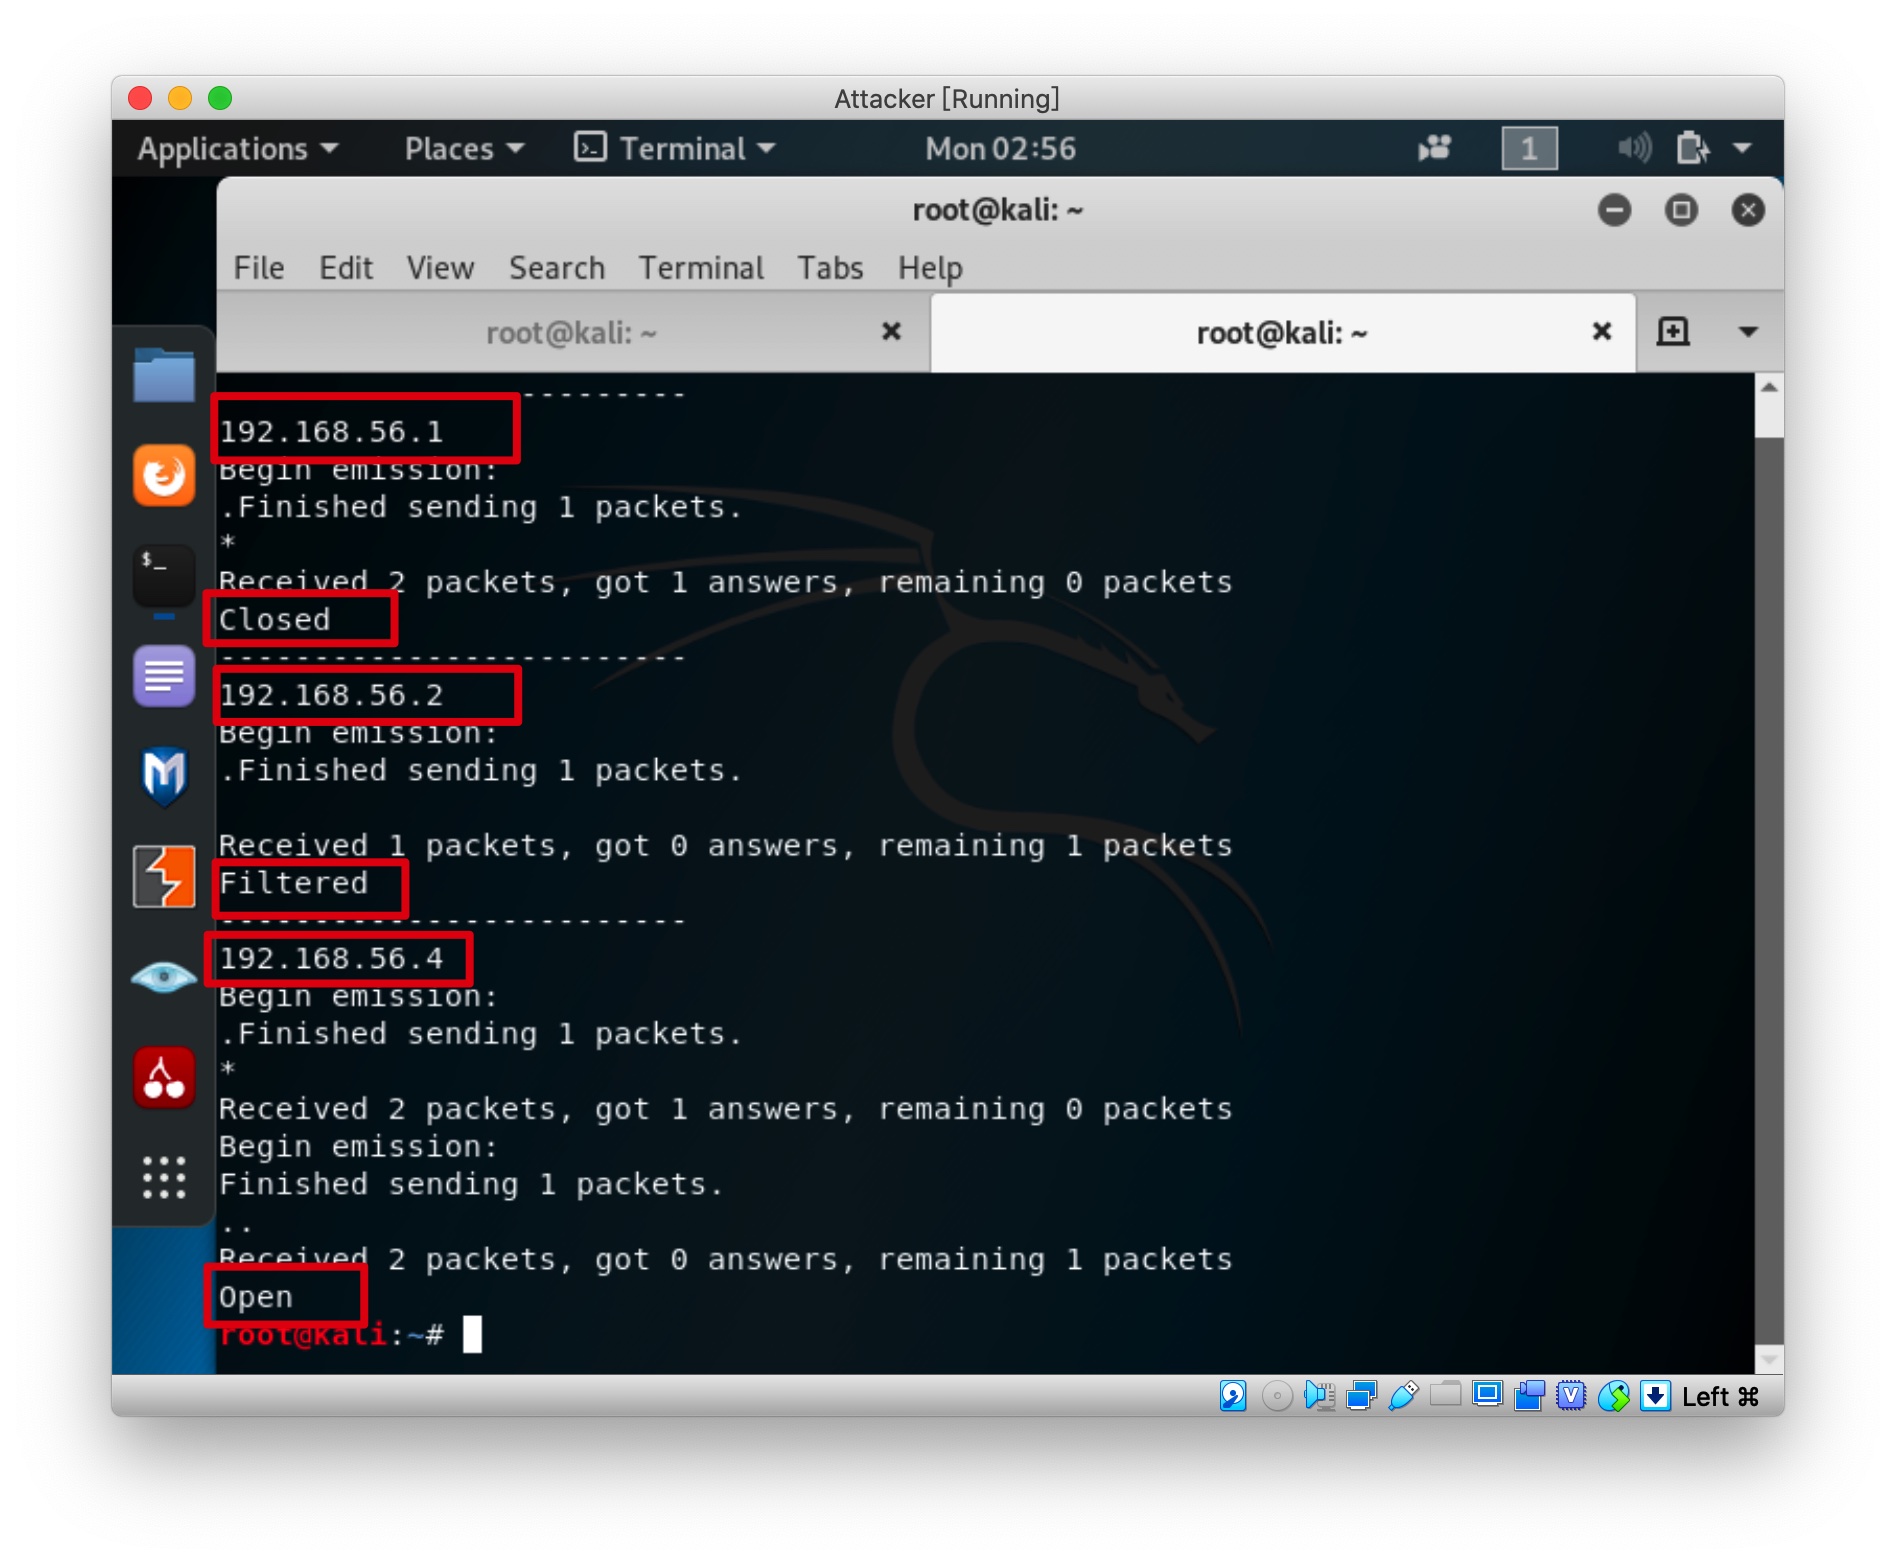 Attacker [Running]
Applications Places Terminal Mon 02:56 1
root@kali: ~
File Edit View Search Terminal Tabs Help
root@kali: ~ root@kali: ~
-------------------------
192.168.56.1
Begin emission:
.Finished sending 1 packets.
*
Received 2 packets, got 1 answers, remaining 0 packets
Closed
-------------------------
192.168.56.2
Begin emission:
.Finished sending 1 packets.
Received 1 packets, got 0 answers, remaining 1 packets
Filtered
-------------------------
192.168.56.4
Begin emission:
.Finished sending 1 packets.
*
Received 2 packets, got 1 answers, remaining 0 packets
Begin emission:
Finished sending 1 packets.
..
Received 2 packets, got 0 answers, remaining 1 packets
Open
root@kali:~#
Left ⌘